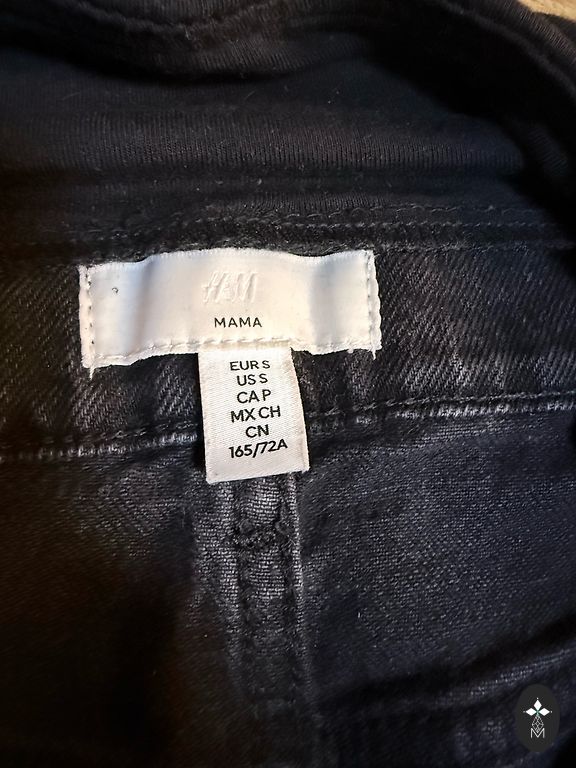 H&M
MAMA
EUR S
US S
CA P
MX CH
CN
165/72A
M